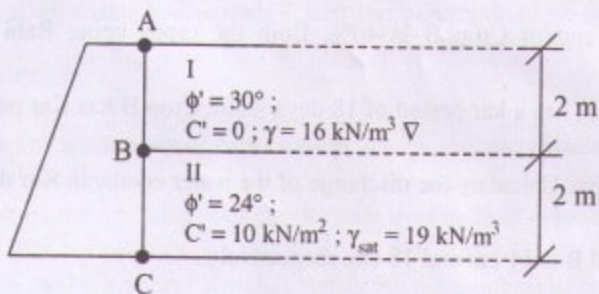 A
I
ϕ' = 30° ;
C' = 0 ; γ = 16 kN/m³ ∇
2 m
B
II
ϕ' = 24° ;
C' = 10 kN/m² ; γsat = 19 kN/m³
2 m
C